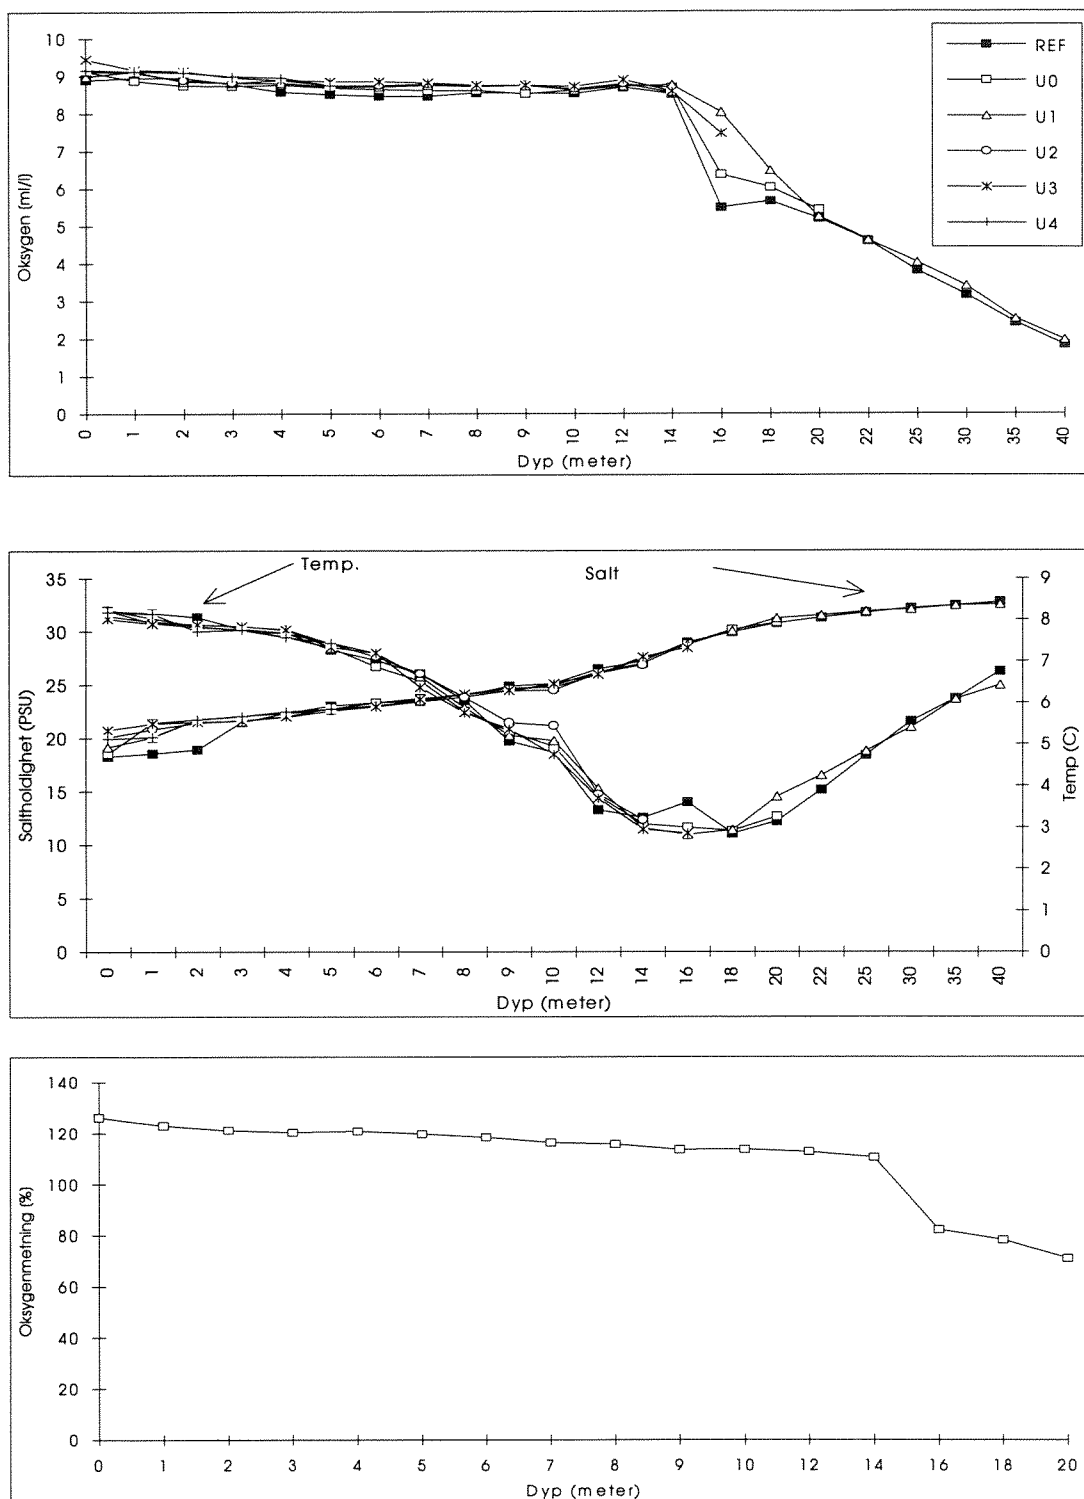 10
9
8
7
6
5
4
3
2
1
0
Oksygen (ml/l)
0 1 2 3 4 5 6 7 8 9 10 12 14 16 18 20 22 25 30 35 40
Dyp (meter)
REF
U0
U1
U2
U3
U4
Temp.
Salt
35
30
25
20
15
10
5
0
Saltholdighet (PSU)
9
8
7
6
5
4
3
2
1
0
Temp (C)
0 1 2 3 4 5 6 7 8 9 10 12 14 16 18 20 22 25 30 35 40
Dyp (meter)
140
120
100
80
60
40
20
0
Oksygenmetning (%)
0 1 2 3 4 5 6 7 8 9 10 12 14 16 18 20
Dyp (meter)